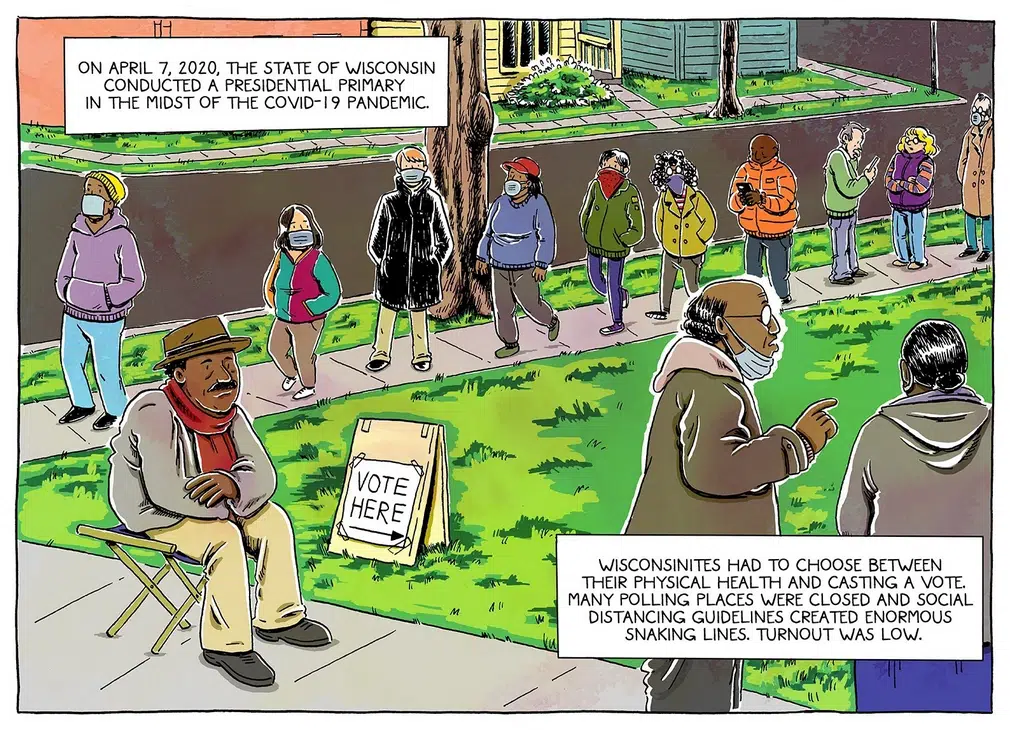 ON APRIL 7, 2020, THE STATE OF WISCONSIN
CONDUCTED A PRESIDENTIAL PRIMARY
IN THE MIDST OF THE COVID-19 PANDEMIC.
VOTE
HERE
WISCONSINITES HAD TO CHOOSE BETWEEN
THEIR PHYSICAL HEALTH AND CASTING A VOTE.
MANY POLLING PLACES WERE CLOSED AND SOCIAL
DISTANCING GUIDELINES CREATED ENORMOUS
SNAKING LINES. TURNOUT WAS LOW.